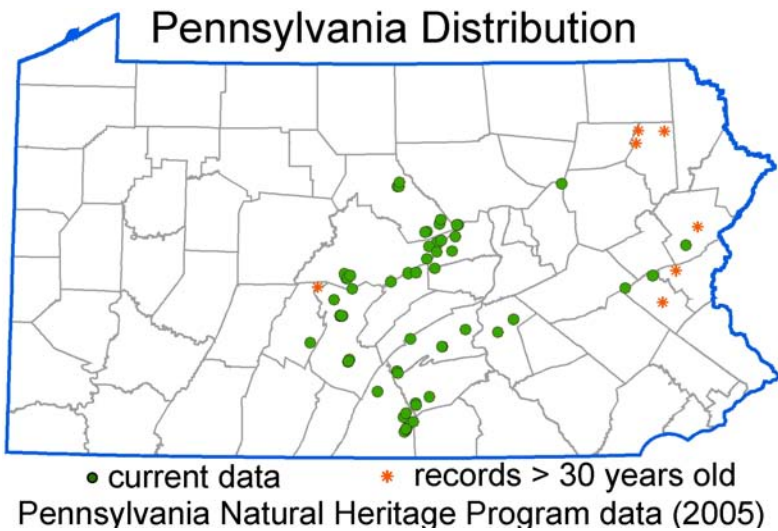 Pennsylvania Distribution
current data
records > 30 years old
Pennsylvania Natural Heritage Program data (2005)